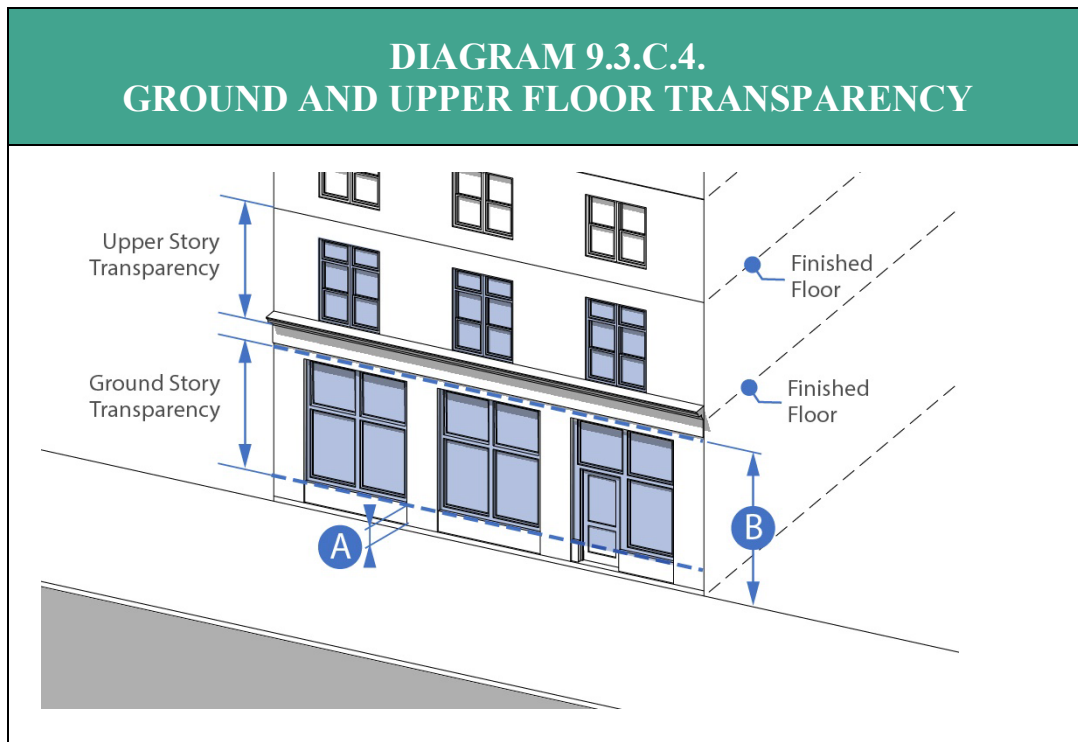 DIAGRAM 9.3.C.4.
GROUND AND UPPER FLOOR TRANSPARENCY
Upper Story
Transparency
Finished
Floor
Ground Story
Transparency
Finished
Floor
A
B